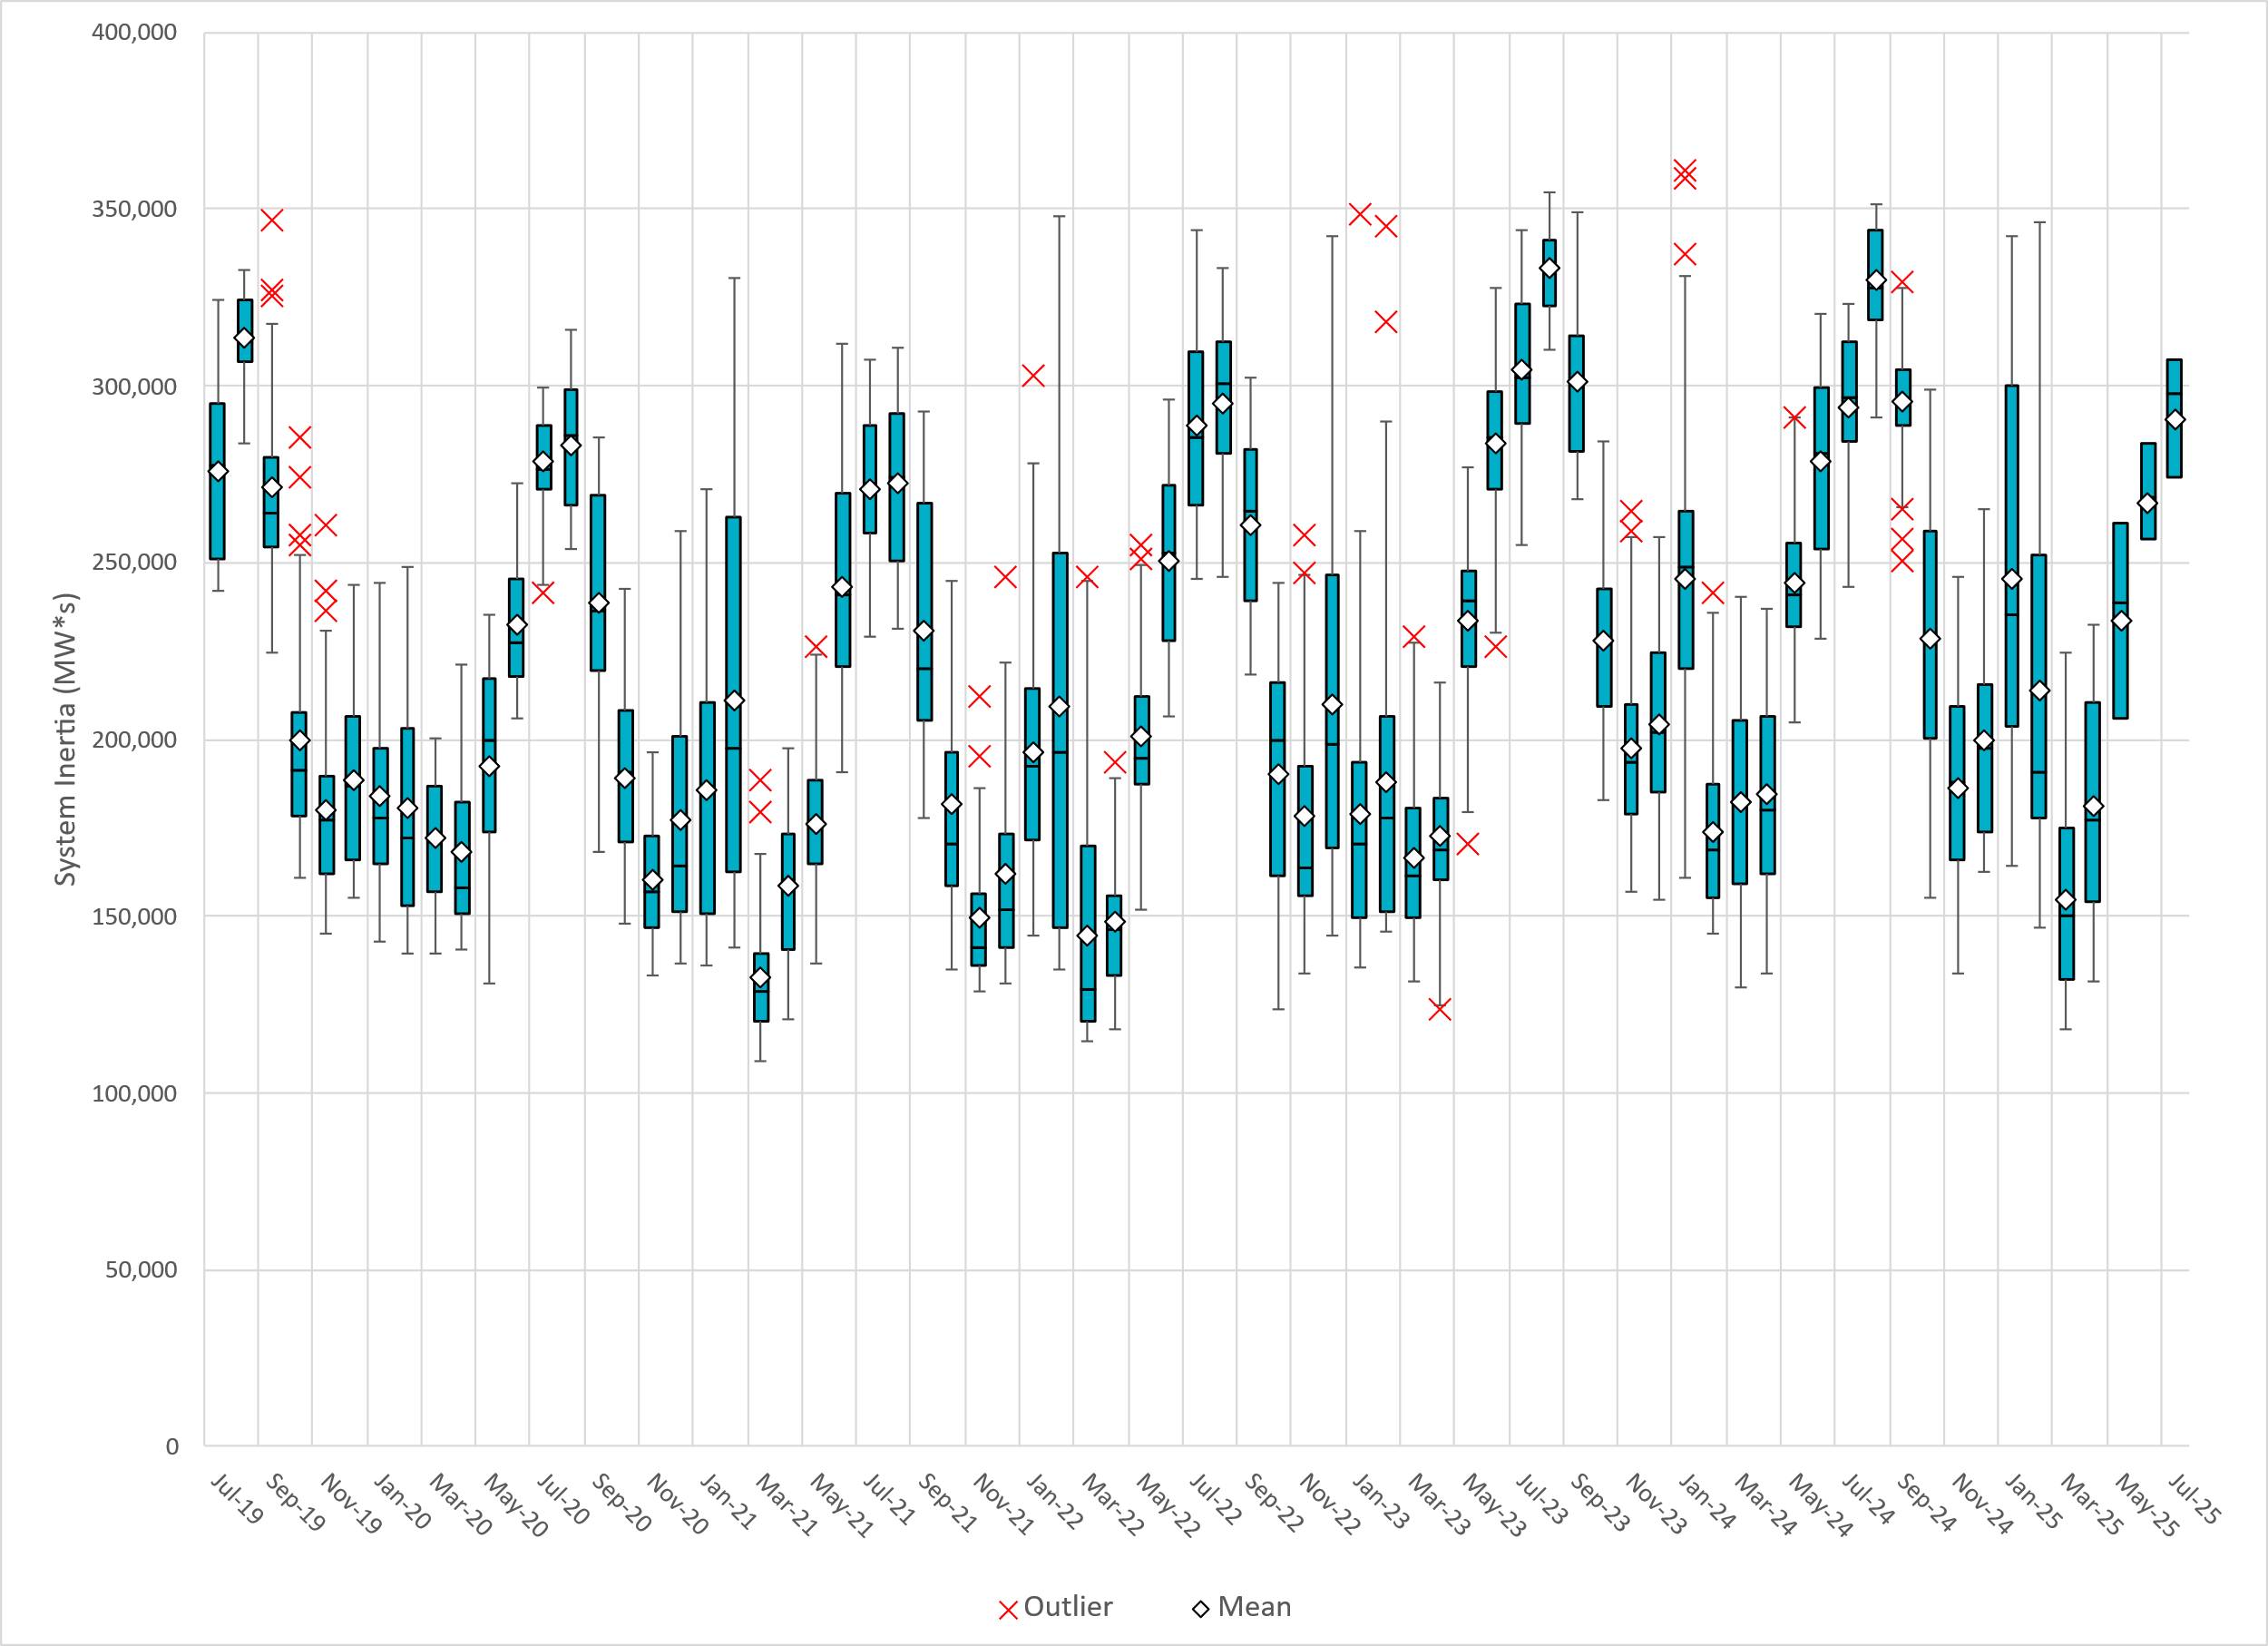 400,000
350,000
300,000
250,000
200,000
150,000
100,000
50,000
0
System Inertia (MW*s)
Jul-19
Sep-19
Nov-19
Jan-20
Mar-20
May-20
Jul-20
Sep-20
Nov-20
Jan-21
Mar-21
May-21
Jul-21
Sep-21
Nov-21
Jan-22
Mar-22
May-22
Jul-22
Sep-22
Nov-22
Jan-23
Mar-23
May-23
Jul-23
Sep-23
Nov-23
Jan-24
Mar-24
May-24
Jul-24
Sep-24
Nov-24
Jan-25
Mar-25
May-25
Jul-25
Outlier
Mean